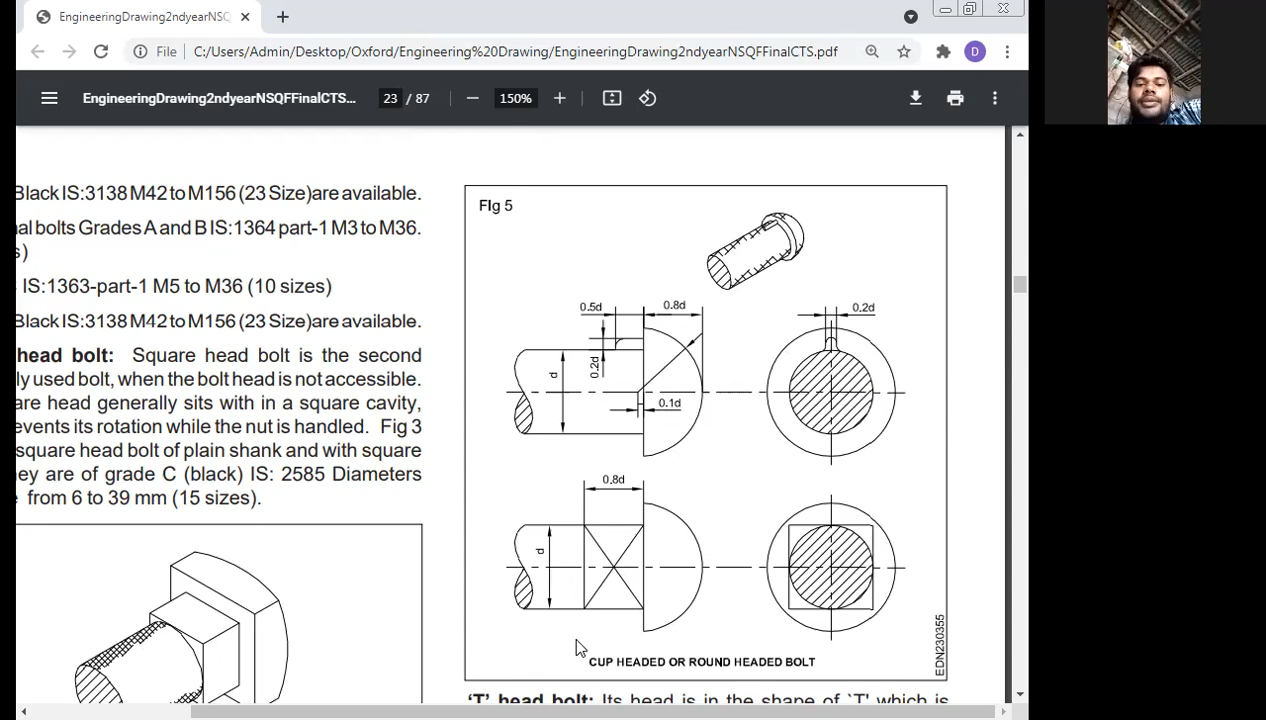 EngineeringDrawing2ndyearNSQ
File C:/Users/Admin/Desktop/Oxford/Engineering%20Drawing/EngineeringDrawing2ndyearNSQFFinalCTS.pdf
D
EngineeringDrawing2ndyearNSQFFinalCTS...
23 / 87
150%
Black IS:3138 M42 to M156 (23 Size)are available.
al bolts Grades A and B IS:1364 part-1 M3 to M36.
s)
IS:1363-part-1 M5 to M36 (10 sizes)
Black IS:3138 M42 to M156 (23 Size)are available.
head bolt: Square head bolt is the second
ly used bolt, when the bolt head is not accessible.
are head generally sits with in a square cavity,
events its rotation while the nut is handled. Fig 3
square head bolt of plain shank and with square
ey are of grade C (black) IS: 2585 Diameters
from 6 to 39 mm (15 sizes).
FIg 5
0.5d
0.8d
0.2d
0.2d
d
0.1d
0.8d
d
CUP HEADED OR ROUND HEADED BOLT
EDN230355
'T' head bolt: Its head is in the shape of `T' which is